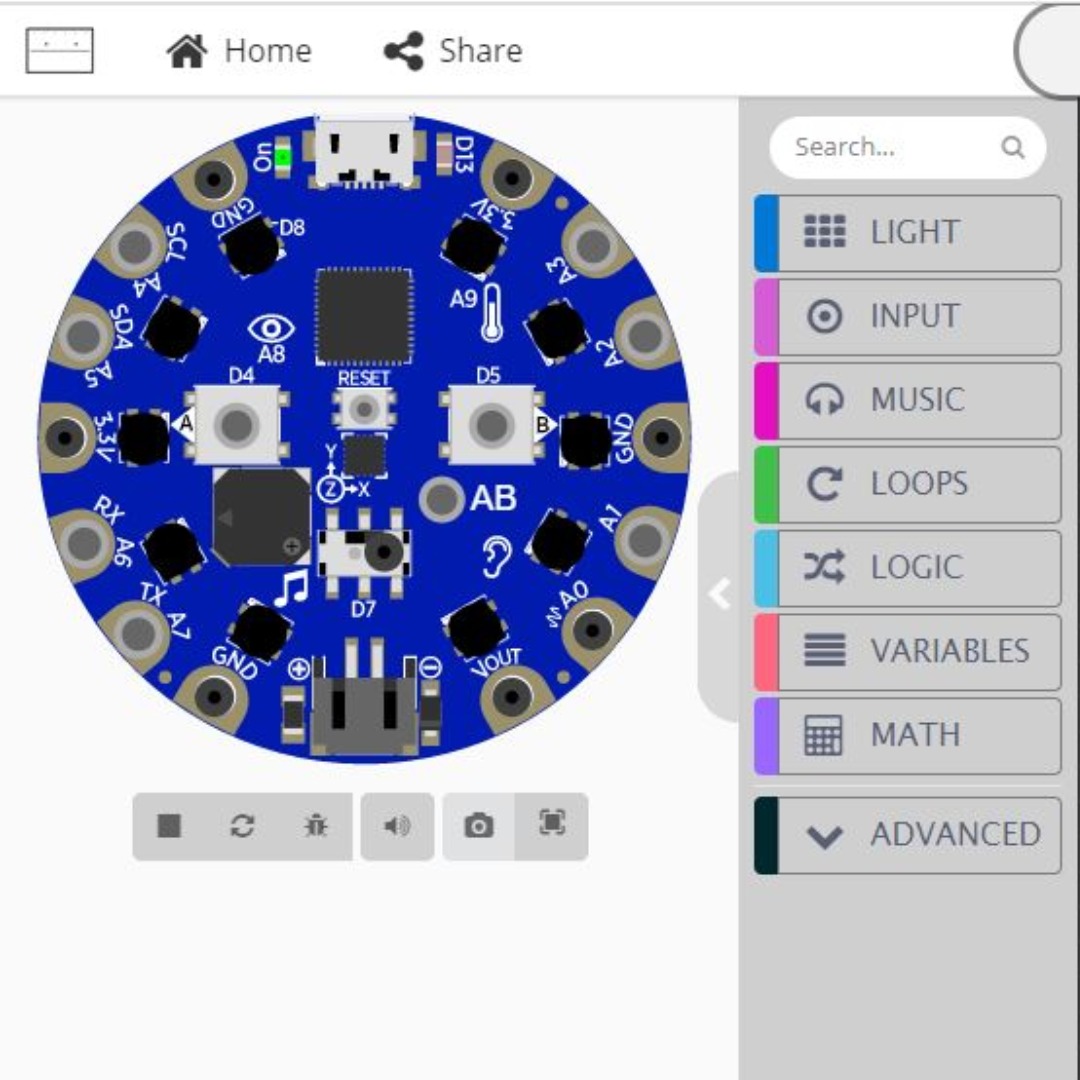 Home
Share
On
D13
GND
D8
3.3V
SCL
A4
A9
A3
SDA
A5
A8
A2
D4
RESET
D5
3.3V
A
B
GND
Y
Z
X
AB
RX
A6
A1
TX
A7
D7
A0
GND
VOUT
Search...
LIGHT
INPUT
MUSIC
LOOPS
LOGIC
VARIABLES
MATH
ADVANCED